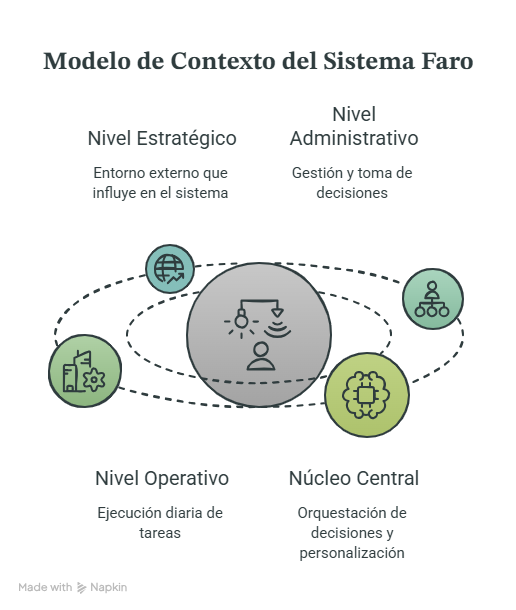 Modelo de Contexto del Sistema Faro
Nivel Estratégico
Entorno externo que
influye en el sistema
Nivel
Administrativo
Gestión y toma de
decisiones
Nivel Operativo
Ejecución diaria de
tareas
Núcleo Central
Orquestación de
decisiones y
personalización
Made with Napkin